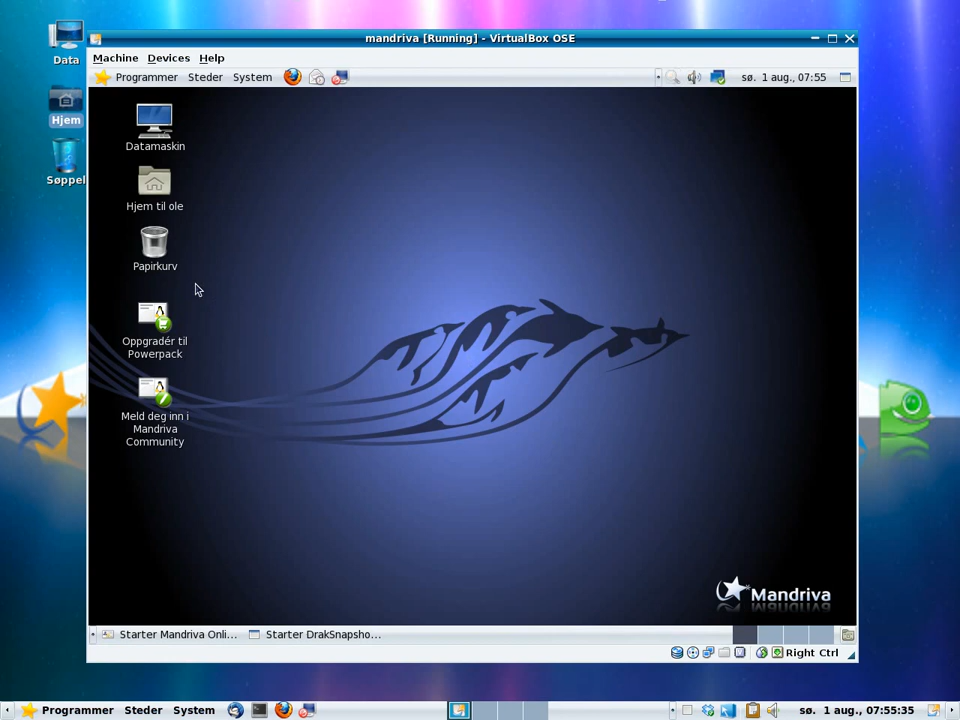 mandriva [Running] - VirtualBox OSE
Machine Devices Help
Programmer Steder System
sø. 1 aug., 07:55
Data
Hjem
Søppel
Datamaskin
Hjem til ole
Papirkurv
Oppgradér til
Powerpack
Meld deg inn i
Mandriva
Community
Mandriva
Starter Mandriva Onli...
Starter DrakSnapsho...
Right Ctrl
Programmer Steder System
sø. 1 aug., 07:55:35